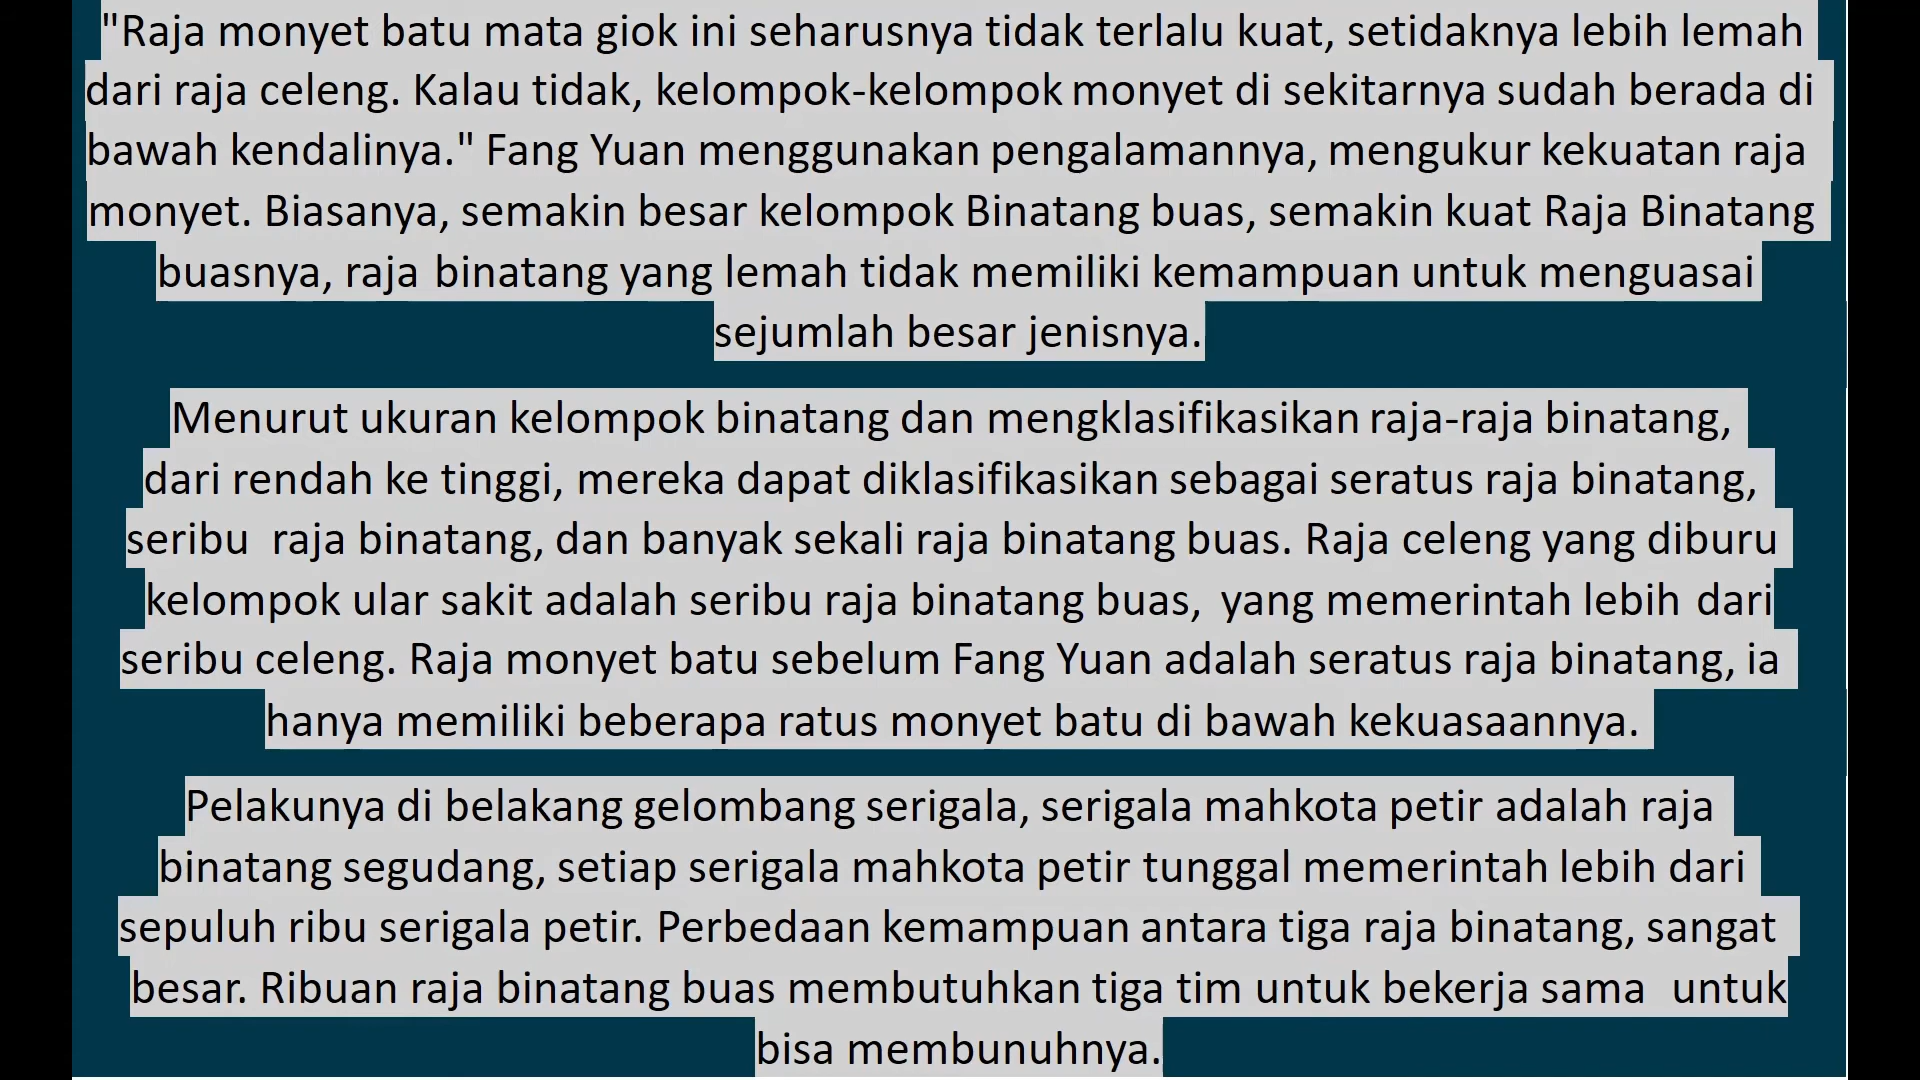 "Raja monyet batu mata giok ini seharusnya tidak terlalu kuat, setidaknya lebih lemah
dari raja celeng. Kalau tidak, kelompok-kelompok monyet di sekitarnya sudah berada di
bawah kendalinya." Fang Yuan menggunakan pengalamannya, mengukur kekuatan raja
monyet. Biasanya, semakin besar kelompok Binatang buas, semakin kuat Raja Binatang
buasnya, raja binatang yang lemah tidak memiliki kemampuan untuk menguasai
sejumlah besar jenisnya.
Menurut ukuran kelompok binatang dan mengklasifikasikan raja-raja binatang,
dari rendah ke tinggi, mereka dapat diklasifikasikan sebagai seratus raja binatang,
seribu raja binatang, dan banyak sekali raja binatang buas. Raja celeng yang diburu
kelompok ular sakit adalah seribu raja binatang buas, yang memerintah lebih dari
seribu celeng. Raja monyet batu sebelum Fang Yuan adalah seratus raja binatang, ia
hanya memiliki beberapa ratus monyet batu di bawah kekuasaannya.
Pelakunya di belakang gelombang serigala, serigala mahkota petir adalah raja
binatang segudang, setiap serigala mahkota petir tunggal memerintah lebih dari
sepuluh ribu serigala petir. Perbedaan kemampuan antara tiga raja binatang, sangat
besar. Ribuan raja binatang buas membutuhkan tiga tim untuk bekerja sama untuk
bisa membunuhnya.